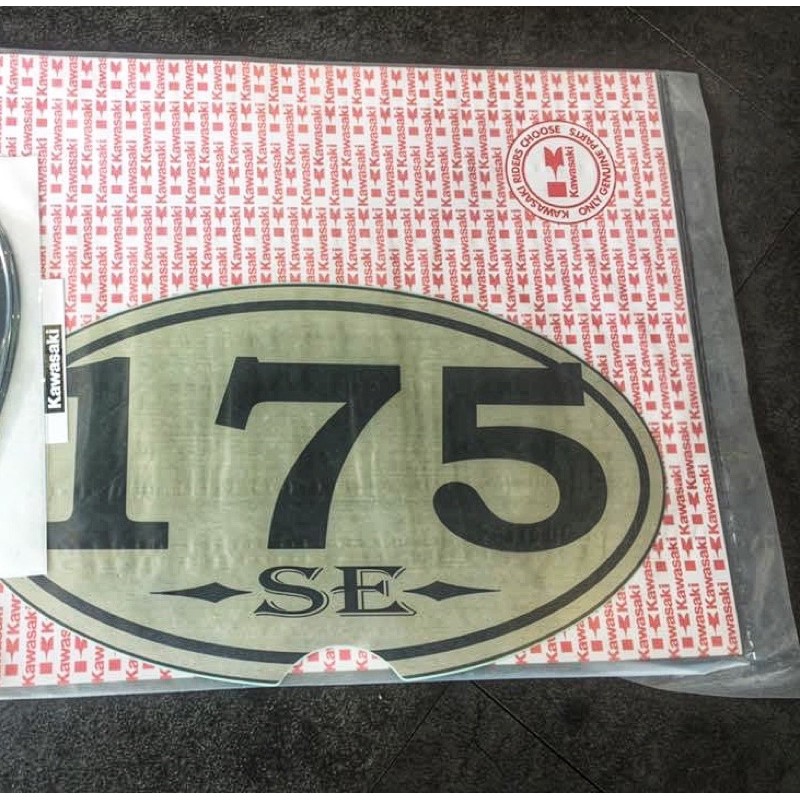 KAWASAKI RIDERS CHOOSE
ONLY GENUINE PARTS
Kawasaki
Kawasaki
175
SE